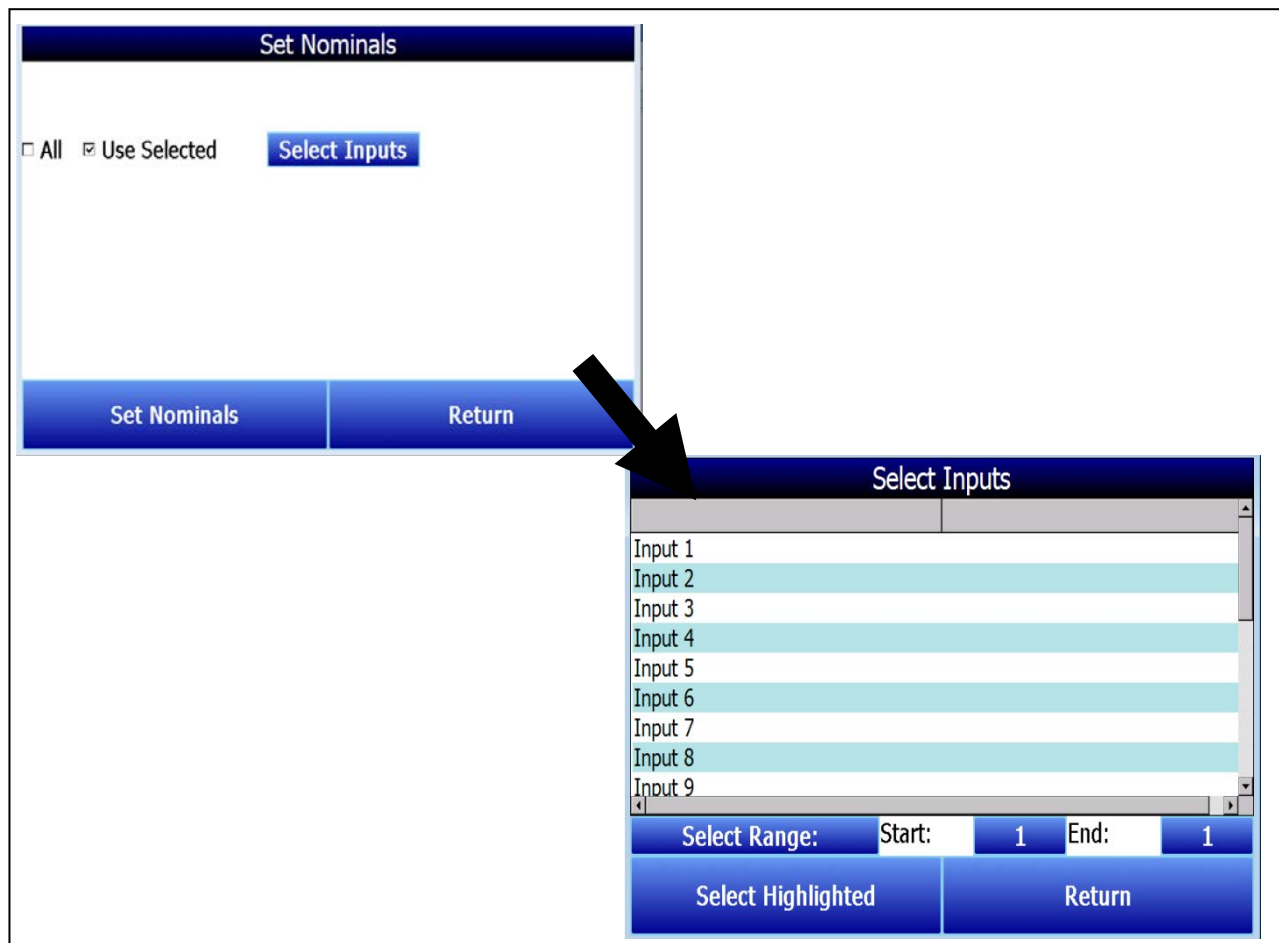 Set Nominals
All Use Selected Select Inputs
Set Nominals Return
Select Inputs
Input 1
Input 2
Input 3
Input 4
Input 5
Input 6
Input 7
Input 8
Input 9
Select Range: Start: 1 End: 1
Select Highlighted Return